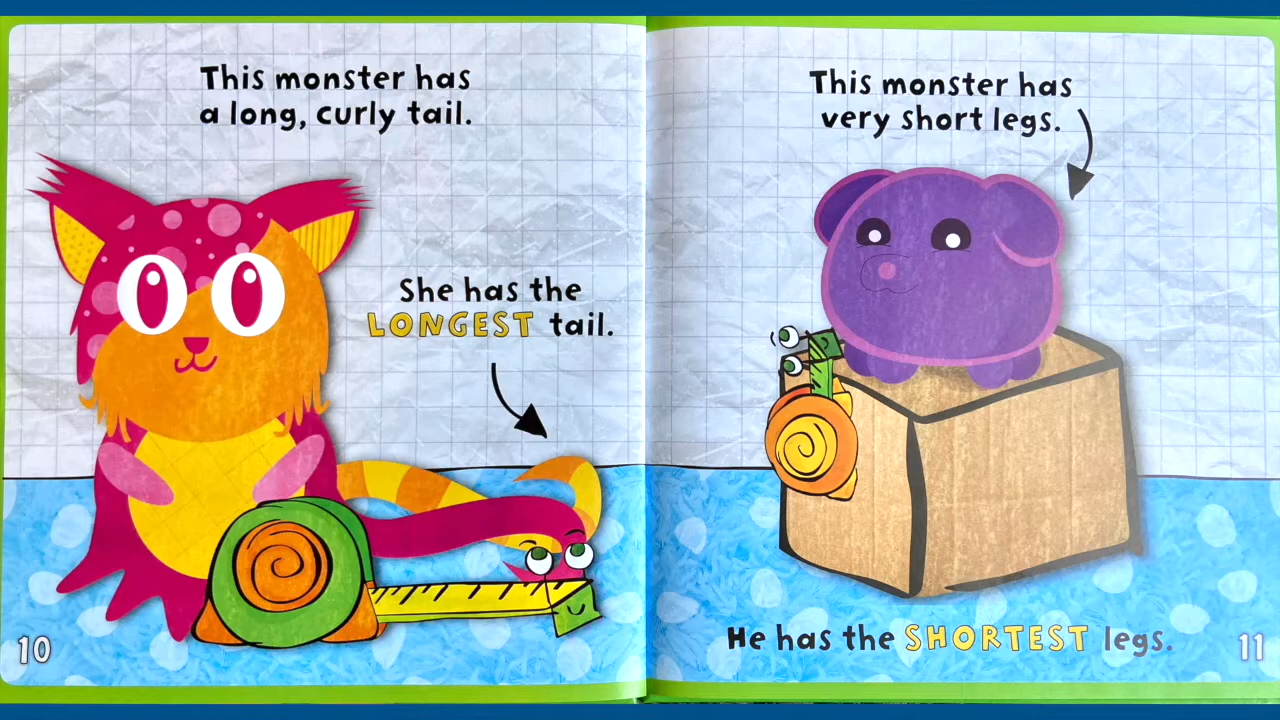 This monster has
a long, curly tail.
She has the
LONGEST tail.
10
This monster has
very short legs.
He has the SHORTEST legs.
11